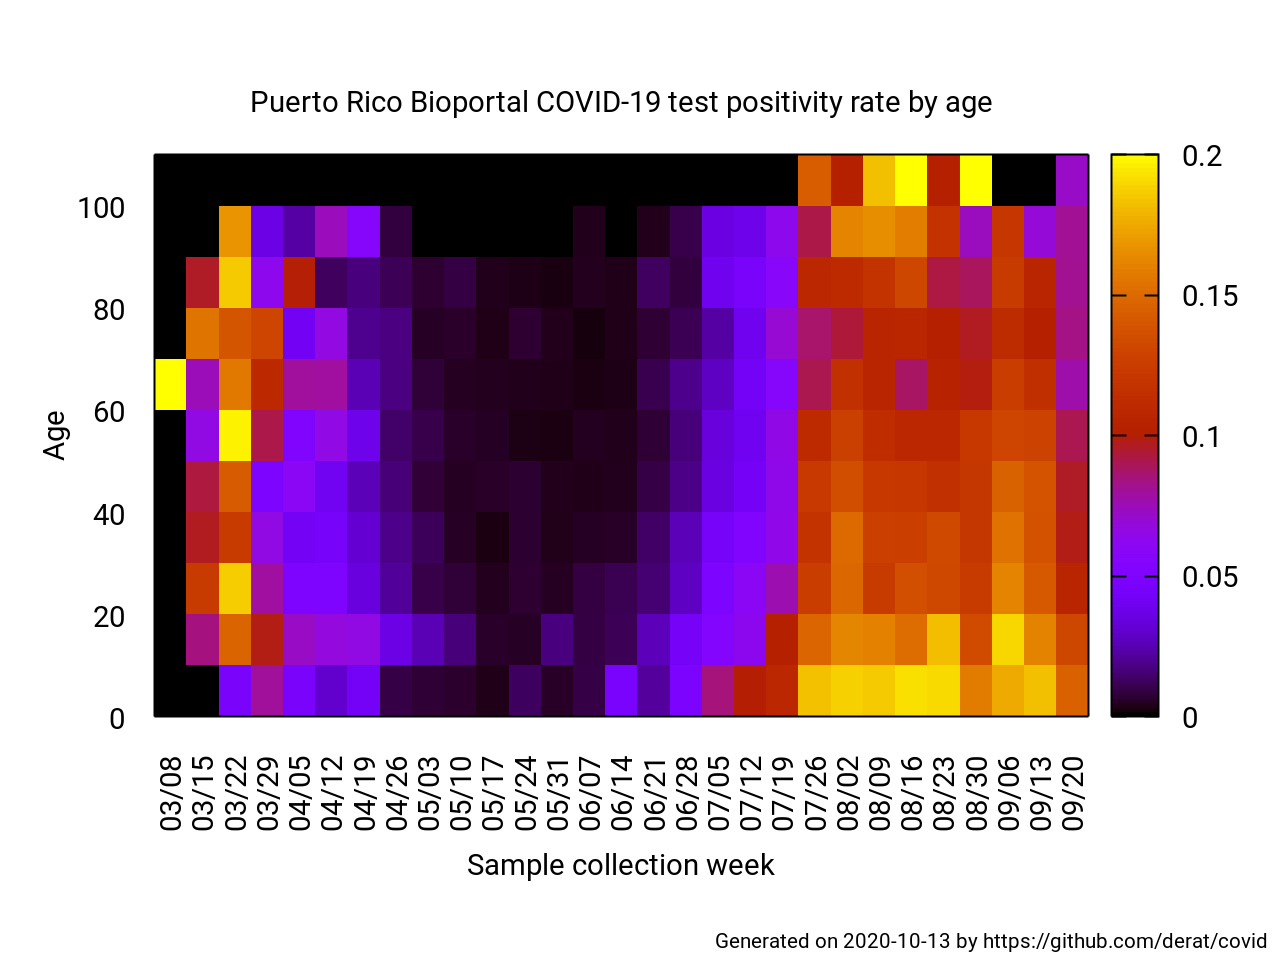 Puerto Rico Bioportal COVID-19 test positivity rate by age
0.2
100
0.15
80
60
0.1
Age
40
0.05
20
0
0
03/08 03/15 03/22 03/29 04/05 04/12 04/19 04/26 05/03 05/10 05/17 05/24 05/31 06/07 06/14 06/21 06/28 07/05 07/12 07/19 07/26 08/02 08/09 08/16 08/23 08/30 09/06 09/13 09/20
Sample collection week
Generated on 2020-10-13 by https://github.com/derat/covid